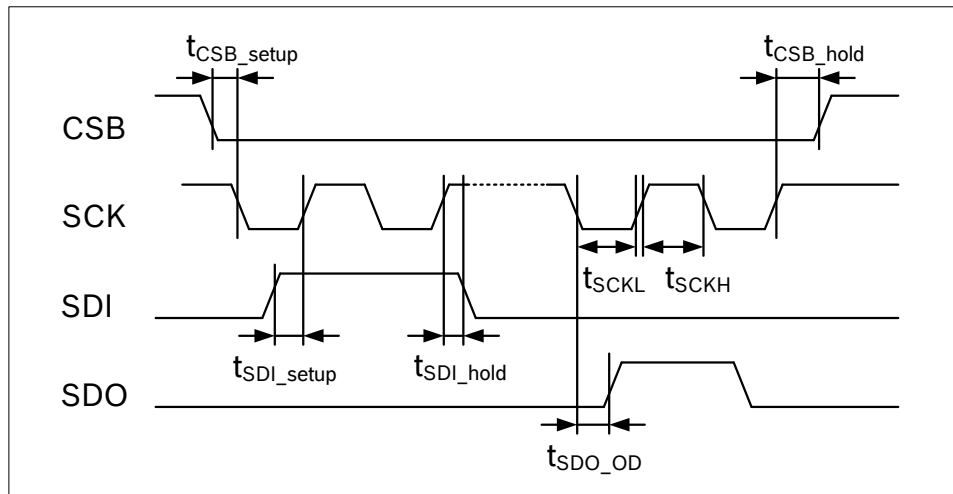 tCSB_setup
tCSB_hold
CSB
SCK
tSCKL
tSCKH
SDI
tSDI_setup
tSDI_hold
SDO
tSDO_OD